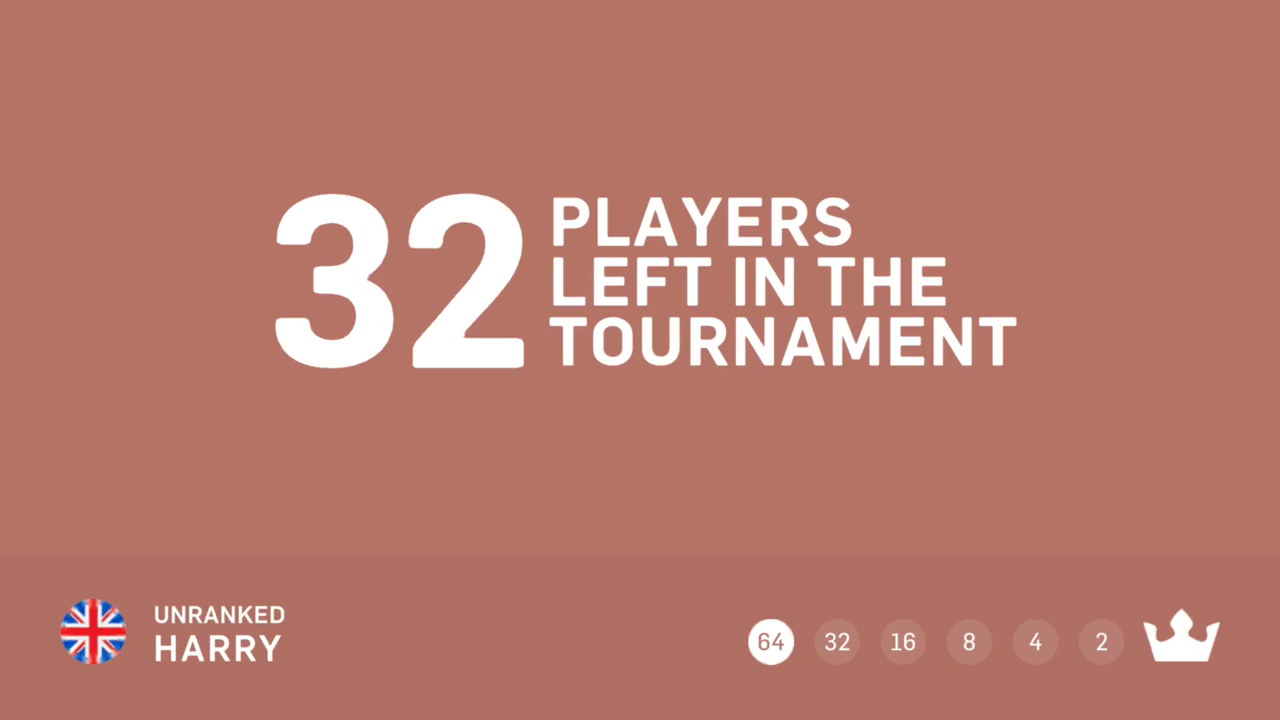 32
PLAYERS
LEFT IN THE
TOURNAMENT
UNRANKED
HARRY
64 32 16 8 4 2